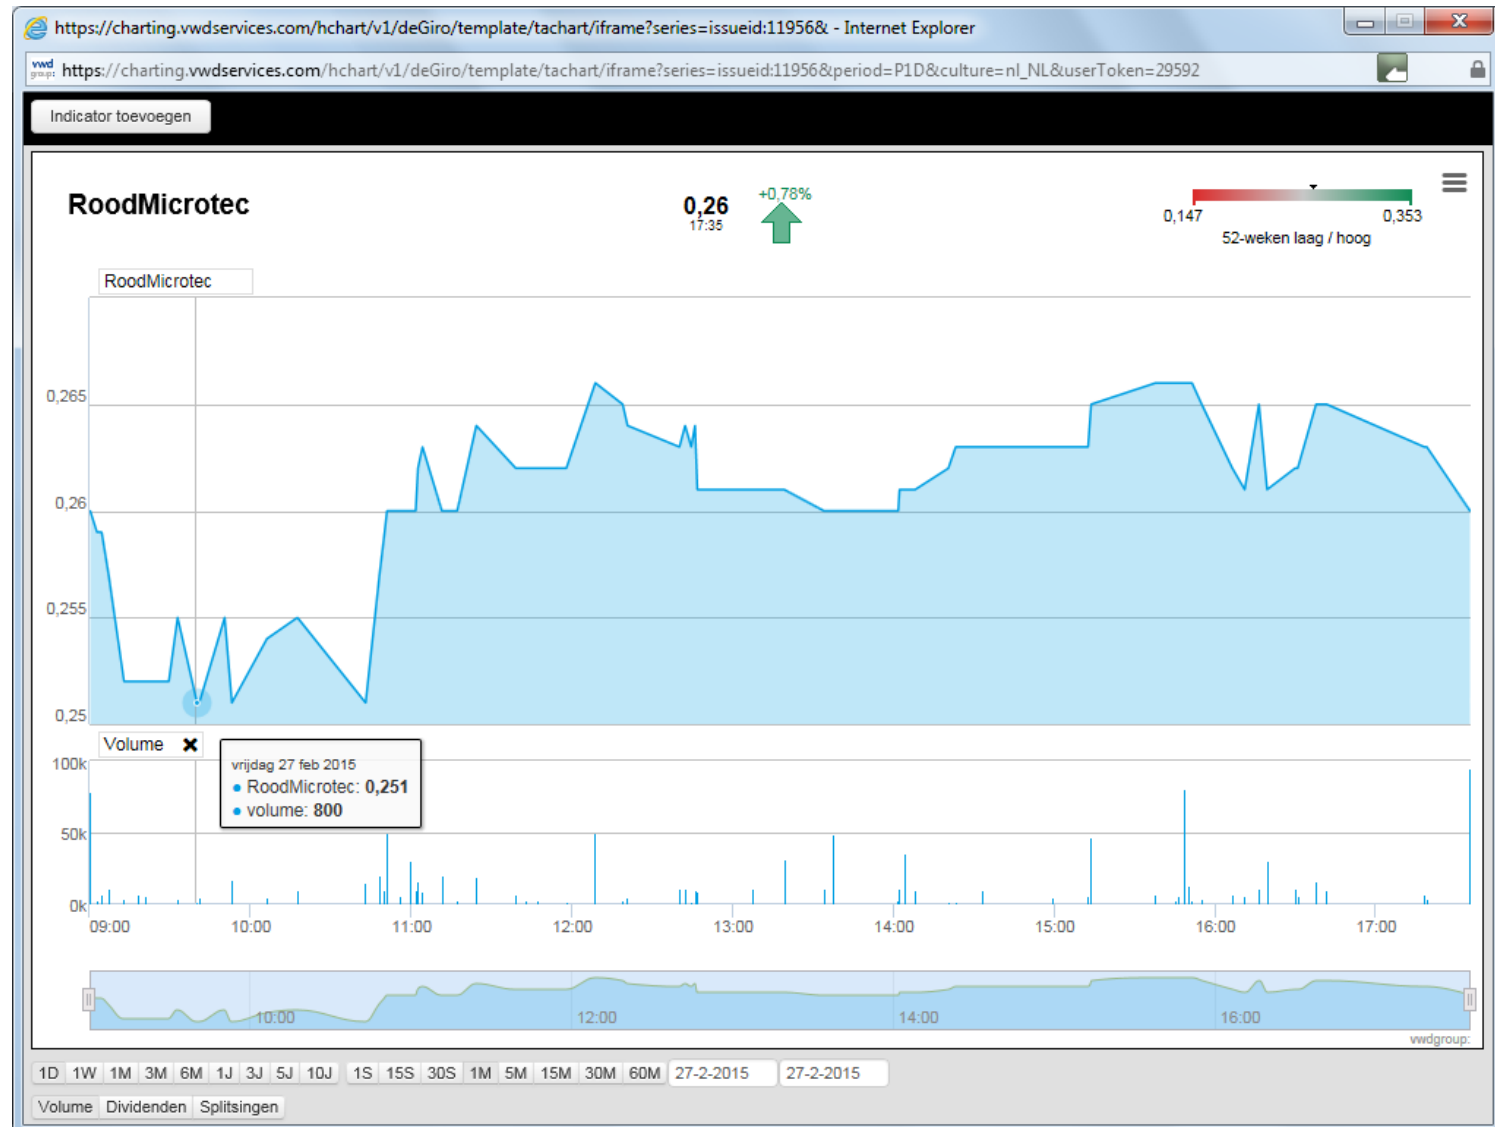 https://charting.vwdservices.com/hchart/v1/deGiro/template/tachart/iframe?series=issueid:11956& - Internet Explorer
vwd group: https://charting.vwdservices.com/hchart/v1/deGiro/template/tachart/iframe?series=issueid:11956&period=P1D&culture=nl_NL&userToken=29592
Indicator toevoegen
RoodMicrotec
0,26
17:35
+0,78%
0,147 0,353
52-weken laag / hoog
RoodMicrotec
0,265
0,26
0,255
0,25
Volume
vrijdag 27 feb 2015
RoodMicrotec: 0,251
volume: 800
100k
50k
0k
09:00 10:00 11:00 12:00 13:00 14:00 15:00 16:00 17:00
10:00 12:00 14:00 16:00
vwdgroup:
1D 1W 1M 3M 6M 1J 3J 5J 10J 1S 15S 30S 1M 5M 15M 30M 60M 27-2-2015 27-2-2015
Volume Dividenden Splitsingen